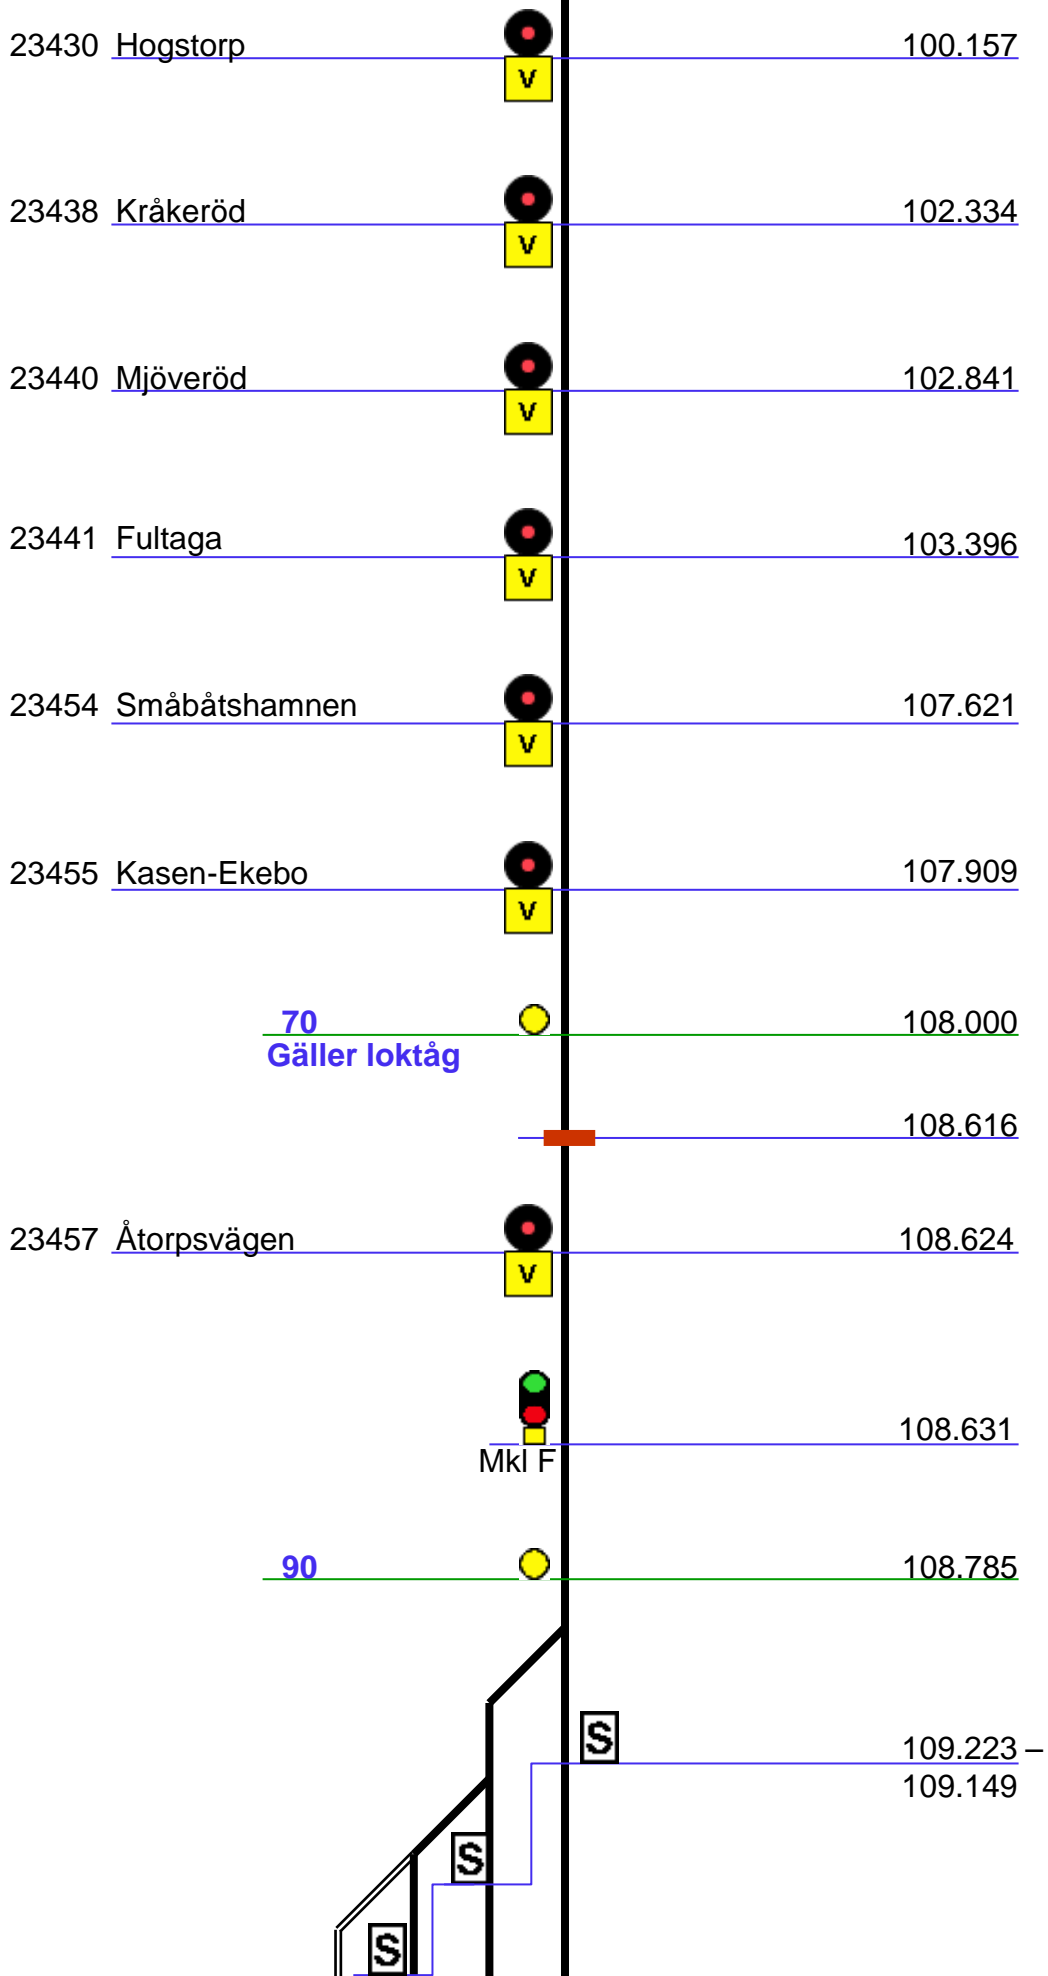 23430 Hogstorp 100.157
V
23438 Kråkeröd 102.334
V
23440 Mjöveröd 102.841
V
23441 Fultaga 103.396
V
23454 Småbåtshamnen 107.621
V
23455 Kasen-Ekebo 107.909
V
70 108.000
Gäller loktåg
108.616
23457 Åtorpsvägen 108.624
V
108.631
Mkl F
90 108.785
S
109.223 –
109.149
S
S